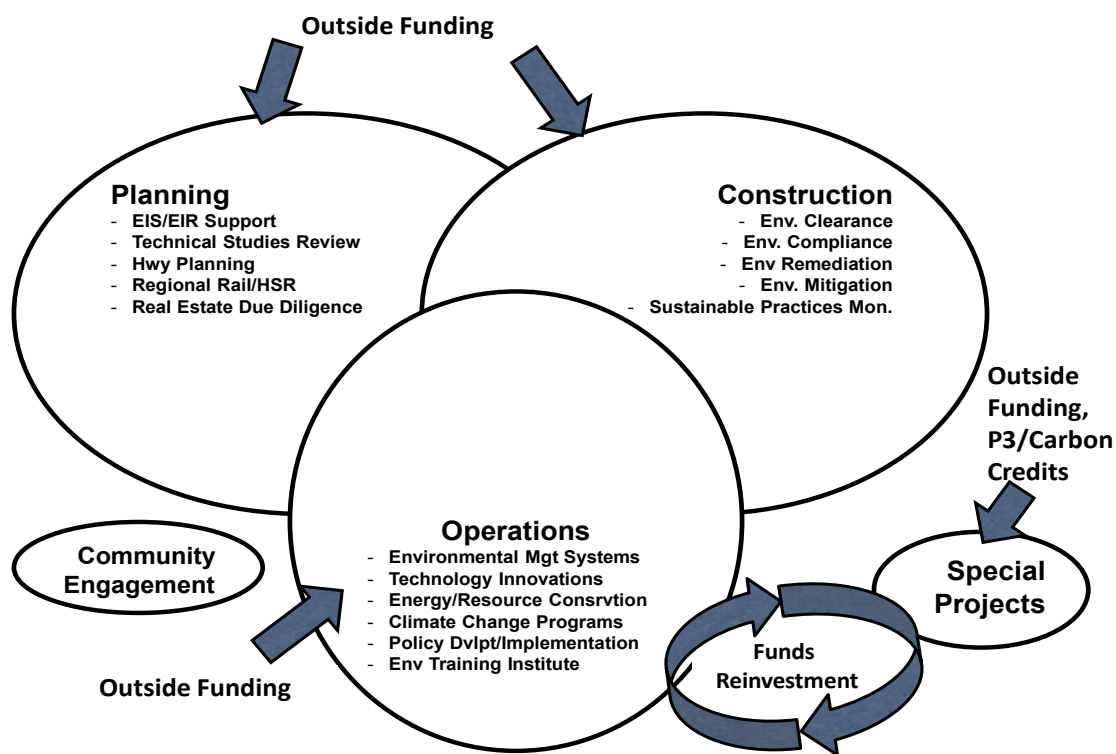 Outside Funding
Planning
- EIS/EIR Support
- Technical Studies Review
- Hwy Planning
- Regional Rail/HSR
- Real Estate Due Diligence
Construction
- Env. Clearance
- Env. Compliance
- Env Remediation
- Env. Mitigation
- Sustainable Practices Mon.
Outside
Funding,
P3/Carbon
Credits
Operations
- Environmental Mgt Systems
- Technology Innovations
- Energy/Resource Consrvtion
- Climate Change Programs
- Policy Dvlpt/Implementation
- Env Training Institute
Community
Engagement
Special
Projects
Funds
Reinvestment
Outside Funding